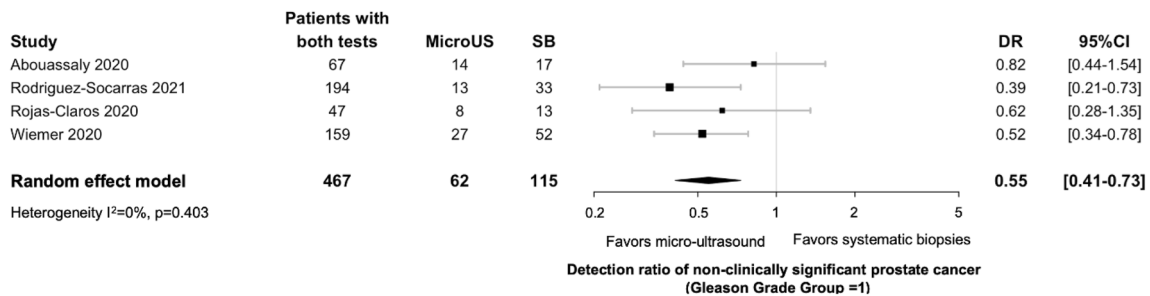 Patients with
Study both tests MicroUS SB DR 95%CI
Abouassaly 2020 67 14 17 0.82 [0.44-1.54]
Rodriguez-Socarras 2021 194 13 33 0.39 [0.21-0.73]
Rojas-Claros 2020 47 8 13 0.62 [0.28-1.35]
Wiemer 2020 159 27 52 0.52 [0.34-0.78]
Random effect model 467 62 115 0.55 [0.41-0.73]
Heterogeneity I²=0%, p=0.403
0.2 0.5 1 2 5
Favors micro-ultrasound Favors systematic biopsies
Detection ratio of non-clinically significant prostate cancer
(Gleason Grade Group =1)